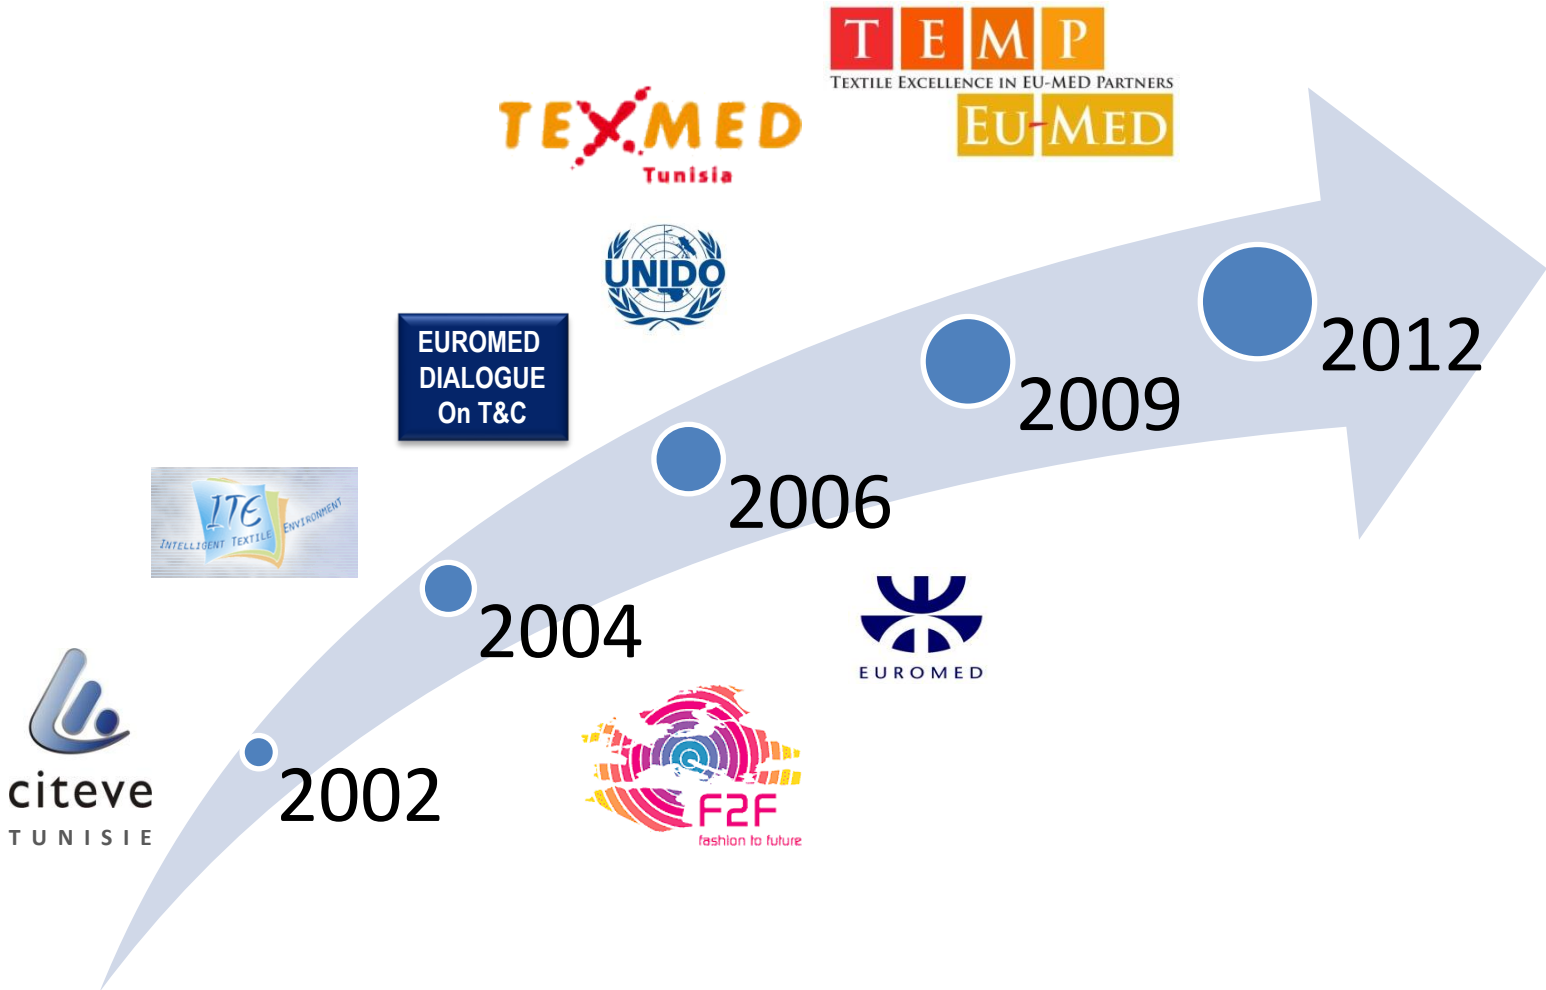 TEMP
TEXTILE EXCELLENCE IN EU-MED PARTNERS
EU-MED
TEXMED
Tunisia
UNIDO
EUROMED
DIALOGUE
On T&C
ITE
INTELLIGENT TEXTILE ENVIRONMENT
citeve
TUNISIE
2002
2004
2006
2009
2012
EUROMED
F2F
fashion to future